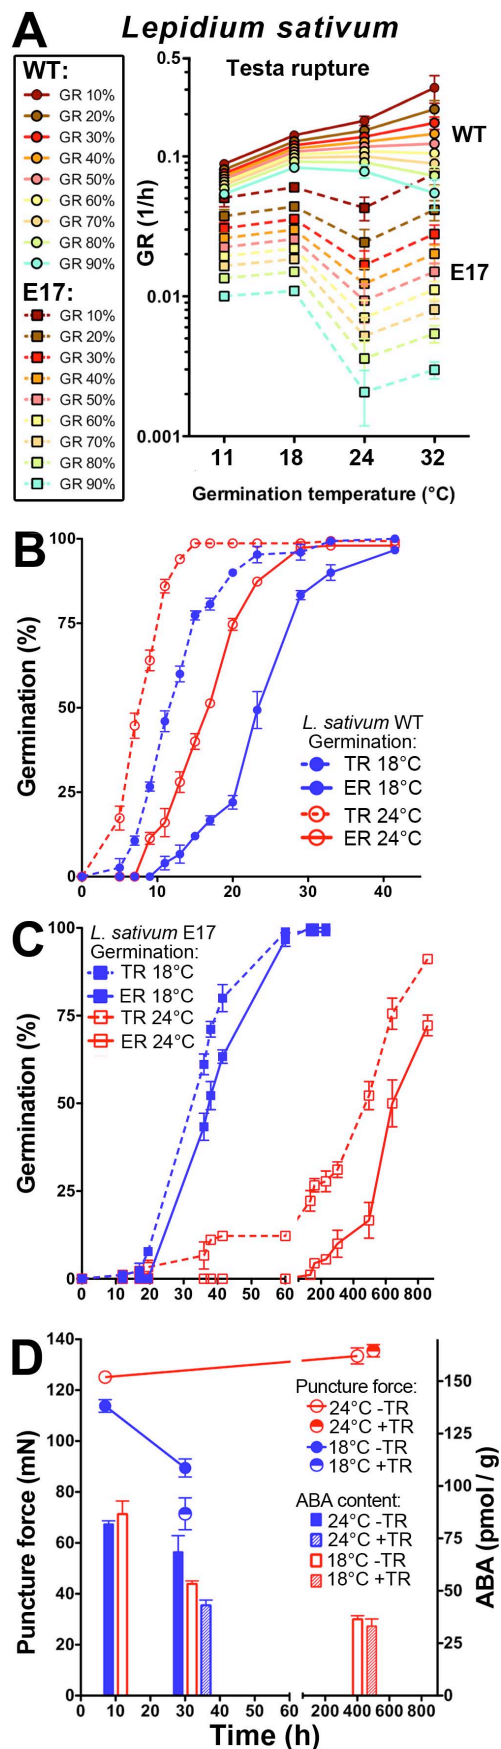 A
Lepidium sativum
WT:
GR 10%
GR 20%
GR 30%
GR 40%
GR 50%
GR 60%
GR 70%
GR 80%
GR 90%
E17:
GR 10%
GR 20%
GR 30%
GR 40%
GR 50%
GR 60%
GR 70%
GR 80%
GR 90%
Testa rupture
GR (1/h)
0.5
0.1
0.01
0.001
WT
E17
11 18 24 32
Germination temperature (°C)
B
Germination (%)
100
75
50
25
0
L. sativum WT
Germination:
TR 18°C
ER 18°C
TR 24°C
ER 24°C
0 10 20 30 40
C
Germination (%)
100
75
50
25
0
L. sativum E17
Germination:
TR 18°C
ER 18°C
TR 24°C
ER 24°C
0 10 20 30 40 50 60 200 400 600 800
D
Puncture force (mN)
140
120
100
80
60
40
20
0
Puncture force:
24°C -TR
24°C +TR
18°C -TR
18°C +TR
ABA content:
24°C -TR
24°C +TR
18°C -TR
18°C +TR
150
125
100
75
50
25
0
ABA (pmol / g)
0 10 20 30 40 50 60 200 400 600 800
Time (h)